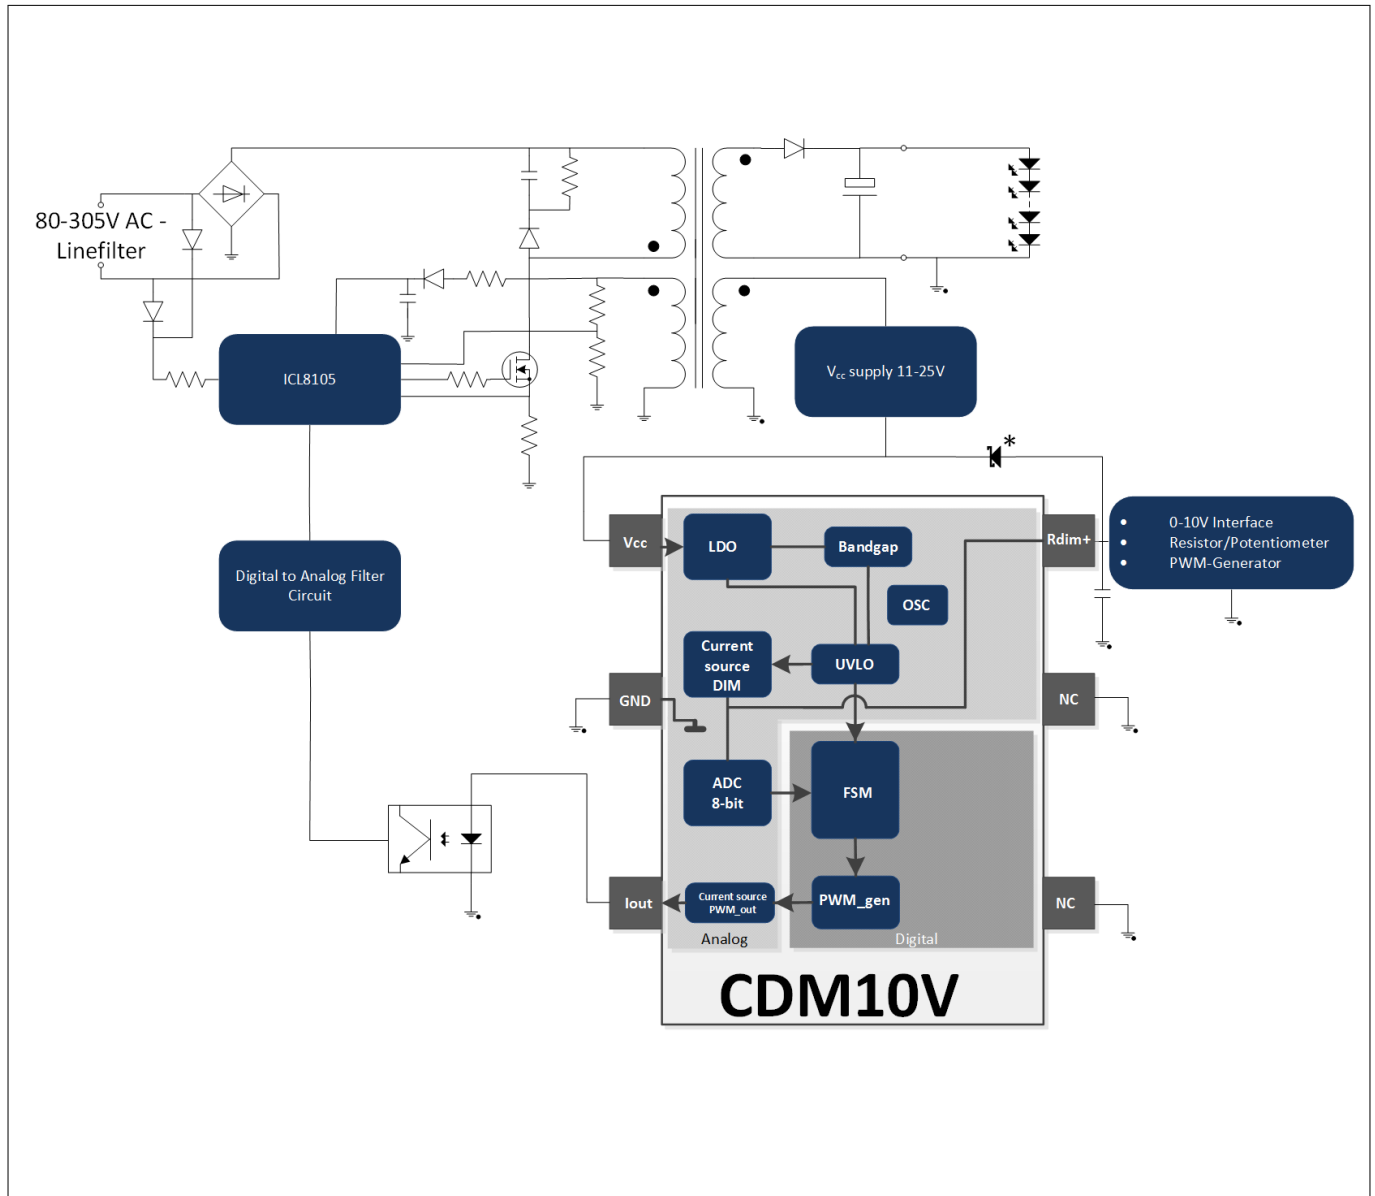 80-305V AC -
Linefilter
ICL8105
V_cc supply 11-25V
*
Digital to Analog Filter
Circuit
Vcc
LDO
Bandgap
OSC
Rdim+
• 0-10V Interface
• Resistor/Potentiometer
• PWM-Generator
Current
source
DIM
UVLO
GND
NC
ADC
8-bit
FSM
Iout
Current source
PWM_out
PWM_gen
NC
Analog
Digital
CDM10V